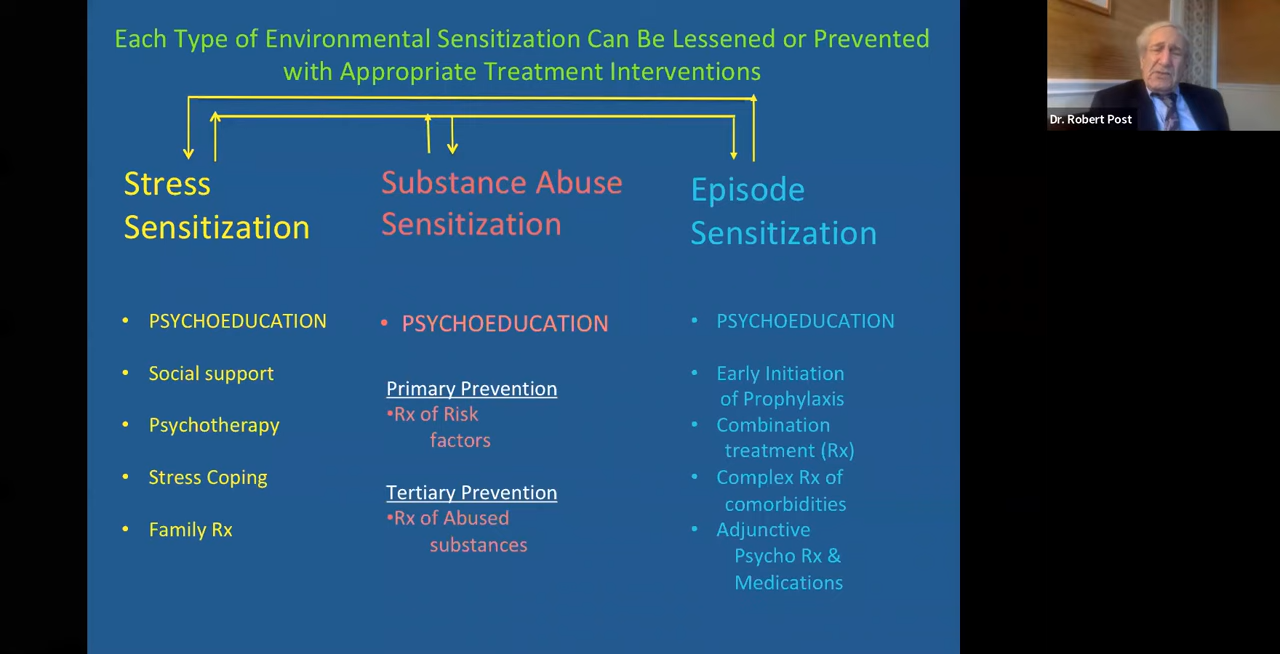 Each Type of Environmental Sensitization Can Be Lessened or Prevented
with Appropriate Treatment Interventions
Dr. Robert Post
Stress
Sensitization
• PSYCHOEDUCATION
• Social support
• Psychotherapy
• Stress Coping
• Family Rx
Substance Abuse
Sensitization
• PSYCHOEDUCATION
Primary Prevention
•Rx of Risk
factors
Tertiary Prevention
•Rx of Abused
substances
Episode
Sensitization
• PSYCHOEDUCATION
• Early Initiation
of Prophylaxis
• Combination
treatment (Rx)
• Complex Rx of
comorbidities
• Adjunctive
Psycho Rx &
Medications